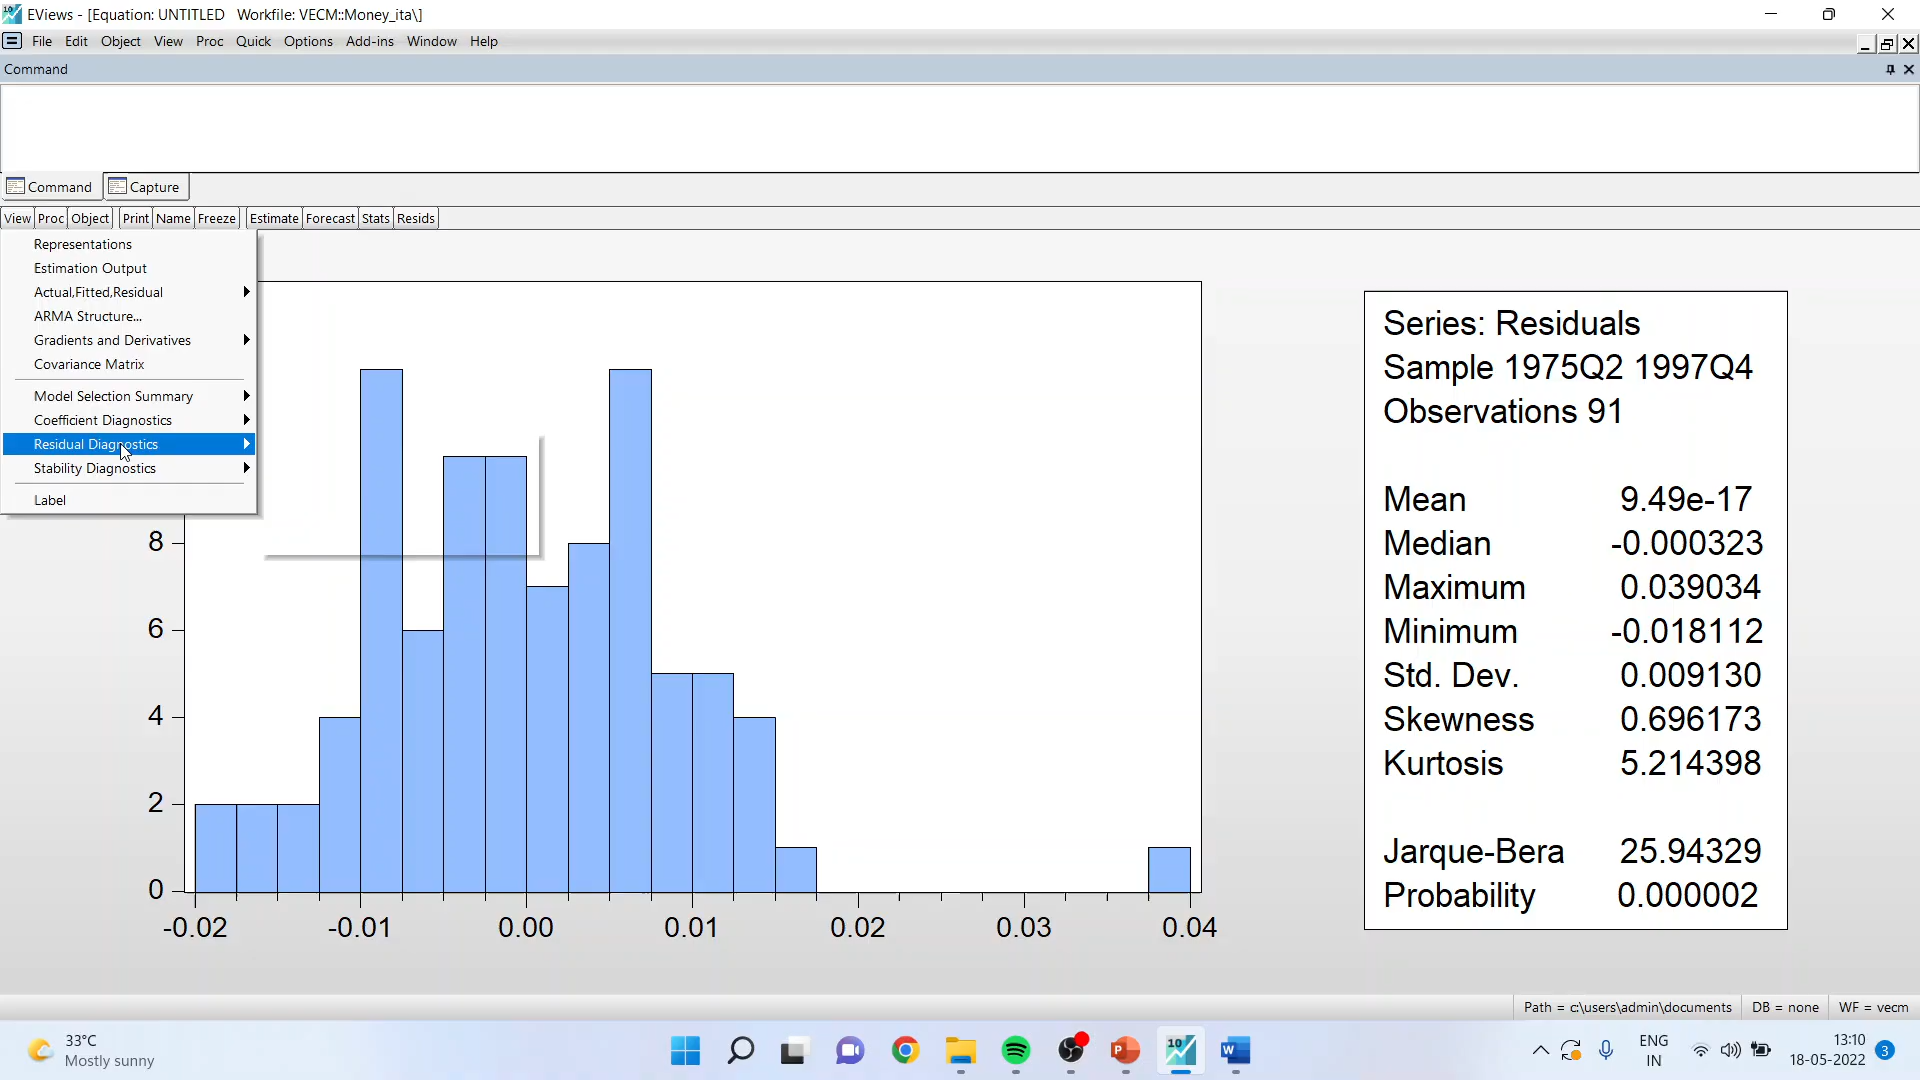 EViews - [Equation: UNTITLED   Workfile: VECM::Money_ita\]
File Edit Object View Proc Quick Options Add-ins Window Help
Command
Command Capture
View Proc Object Print Name Freeze Estimate Forecast Stats Resids
Representations
Estimation Output
Actual,Fitted,Residual
ARMA Structure...
Gradients and Derivatives
Covariance Matrix
Model Selection Summary
Coefficient Diagnostics
Residual Diagnostics
Stability Diagnostics
Label
8
6
4
2
0
-0.02 -0.01 0.00 0.01 0.02 0.03 0.04
Series: Residuals
Sample 1975Q2 1997Q4
Observations 91
Mean 9.49e-17
Median -0.000323
Maximum 0.039034
Minimum -0.018112
Std. Dev. 0.009130
Skewness 0.696173
Kurtosis 5.214398
Jarque-Bera 25.94329
Probability 0.000002
Path = c:\users\admin\documents DB = none WF = vecm
33°C
Mostly sunny
10
ENG
IN
13:10
18-05-2022
3